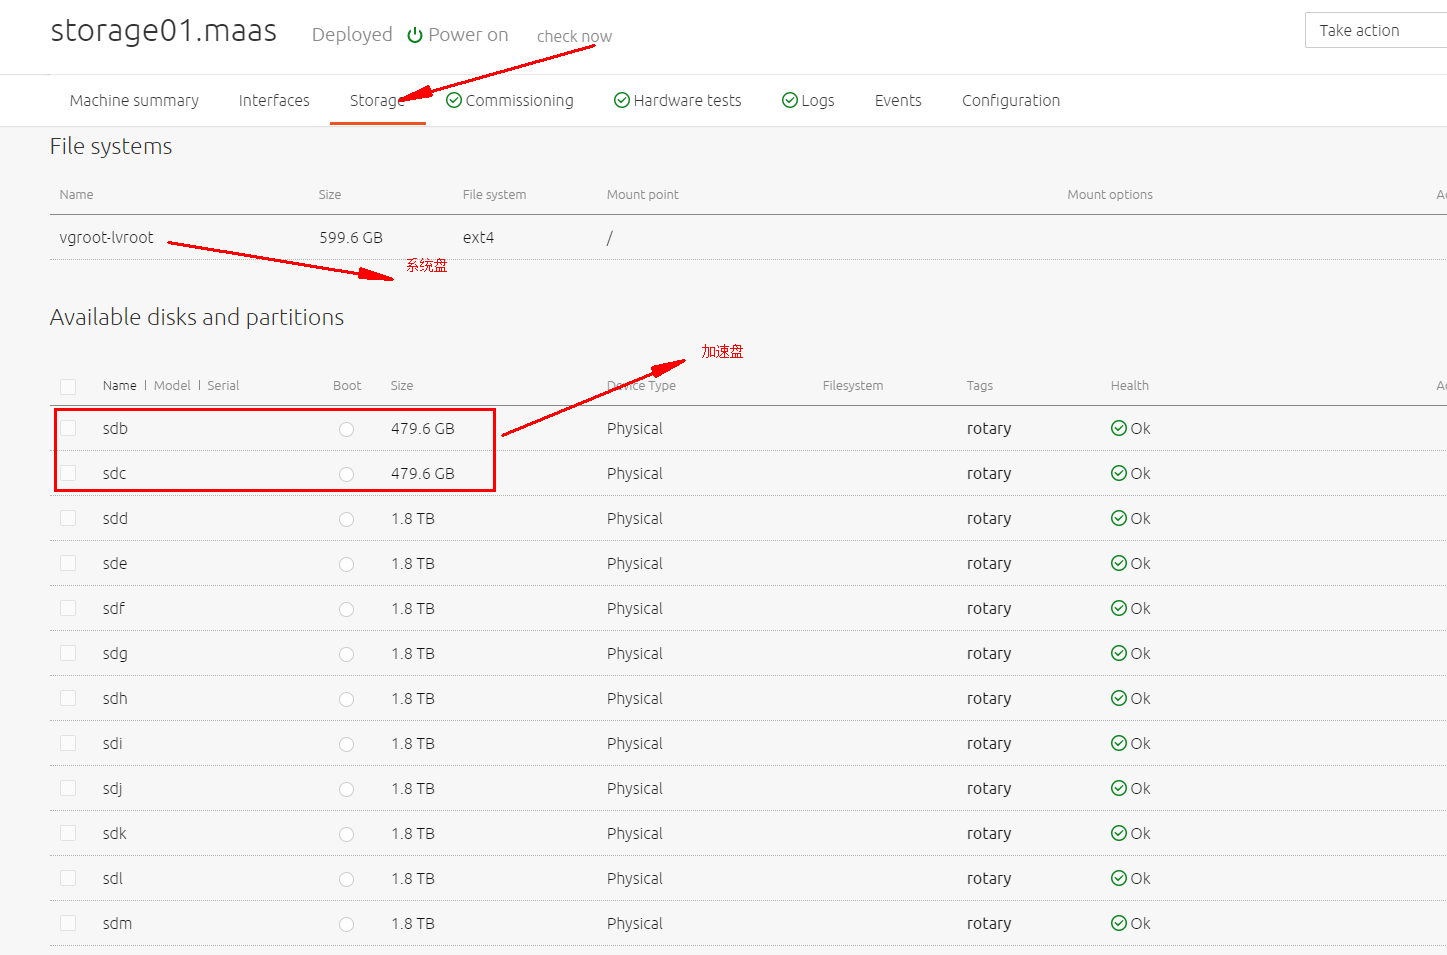 storage01.maas Deployed Power on check now Take action
Machine summary Interfaces Storage Commissioning Hardware tests Logs Events Configuration
File systems
Name Size File system Mount point Mount options
vgroot-lvroot 599.6 GB ext4 /
系统盘
Available disks and partitions
加速盘
Name | Model | Serial Boot Size Device Type Filesystem Tags Health
sdb 479.6 GB Physical rotary Ok
sdc 479.6 GB Physical rotary Ok
sdd 1.8 TB Physical rotary Ok
sde 1.8 TB Physical rotary Ok
sdf 1.8 TB Physical rotary Ok
sdg 1.8 TB Physical rotary Ok
sdh 1.8 TB Physical rotary Ok
sdi 1.8 TB Physical rotary Ok
sdj 1.8 TB Physical rotary Ok
sdk 1.8 TB Physical rotary Ok
sdl 1.8 TB Physical rotary Ok
sdm 1.8 TB Physical rotary Ok